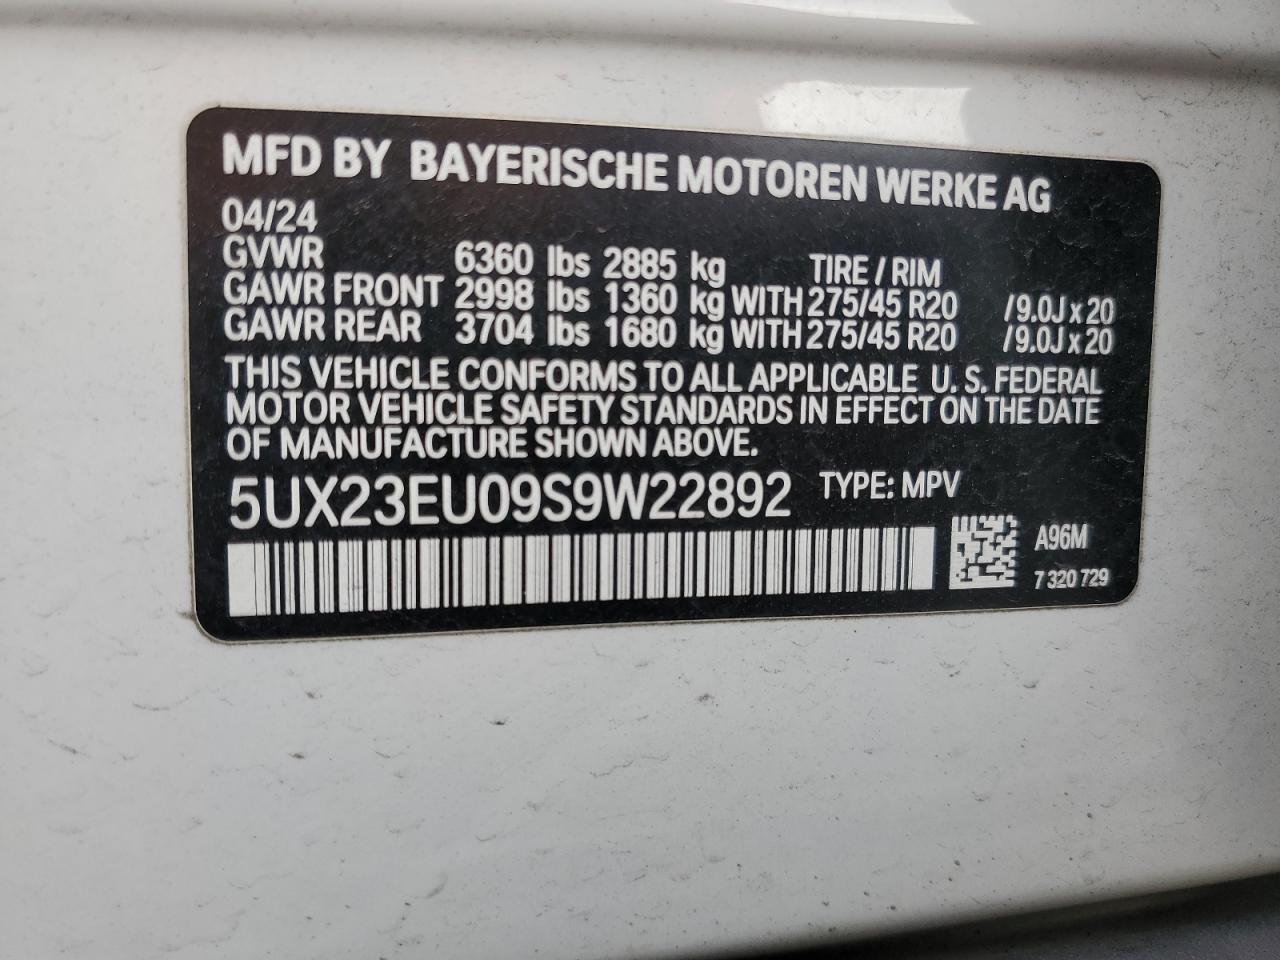 MFD BY BAYERISCHE MOTOREN WERKE AG
04/24
GVWR 6360 lbs 2885 kg TIRE / RIM
GAWR FRONT 2998 lbs 1360 kg WITH 275/45 R20 / 9.0J x 20
GAWR REAR 3704 lbs 1680 kg WITH 275/45 R20 / 9.0J x 20
THIS VEHICLE CONFORMS TO ALL APPLICABLE U. S. FEDERAL
MOTOR VEHICLE SAFETY STANDARDS IN EFFECT ON THE DATE
OF MANUFACTURE SHOWN ABOVE.
5UX23EU09S9W22892 TYPE: MPV
A96M
7 320 729